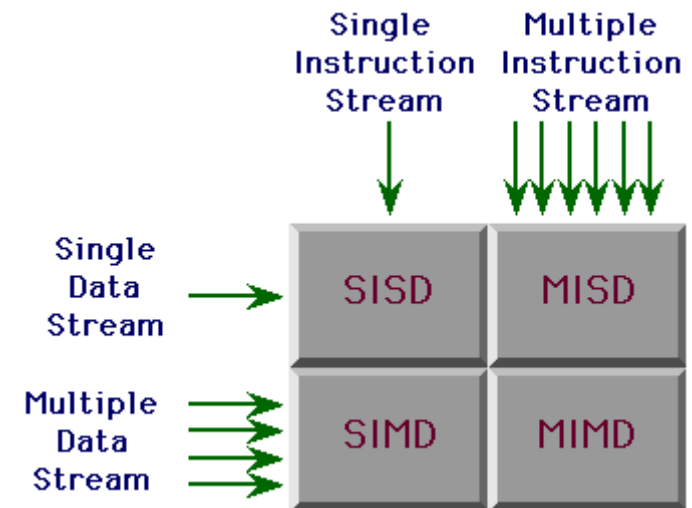 Single Multiple
Instruction Instruction
Stream Stream
Single
Data
Stream
SISD MISD
Multiple
Data
Stream
SIMD MIMD